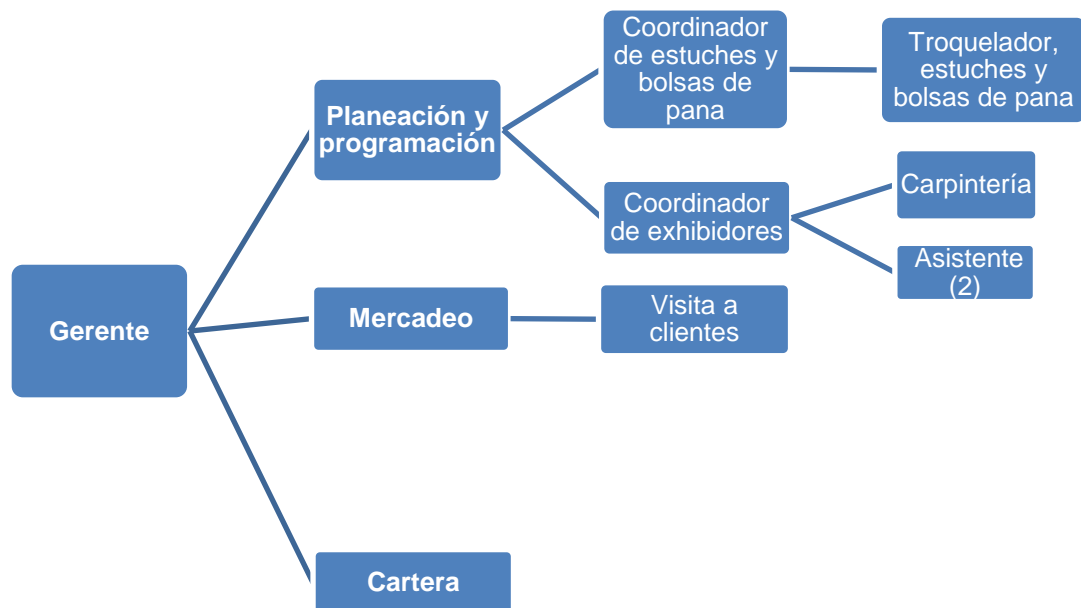 Gerente
Planeación y
programación
Coordinador
de estuches y
bolsas de
pana
Troquelador,
estuches y
bolsas de pana
Coordinador
de exhibidores
Carpintería
Asistente
(2)
Mercadeo
Visita a
clientes
Cartera